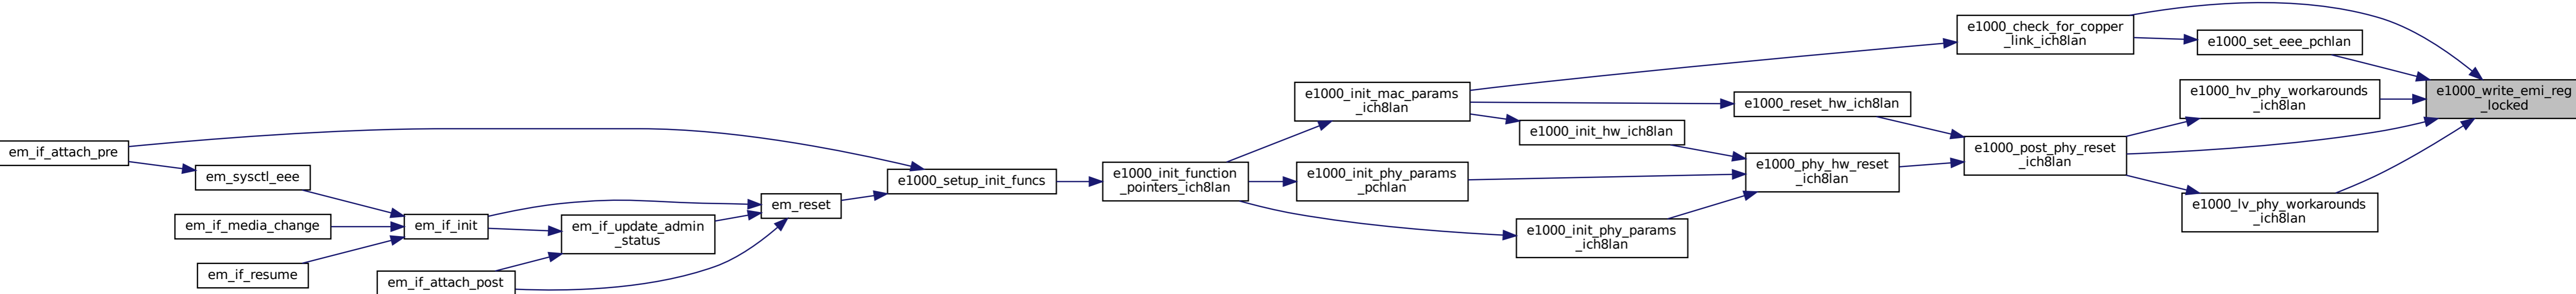 em_if_attach_pre
em_sysctl_eee
em_if_media_change
em_if_resume
em_if_init
em_if_attach_post
em_if_update_admin
_status
em_reset
e1000_setup_init_funcs
e1000_init_function
_pointers_ich8lan
e1000_init_mac_params
_ich8lan
e1000_init_phy_params
_pchlan
e1000_init_hw_ich8lan
e1000_init_phy_params
_ich8lan
e1000_reset_hw_ich8lan
e1000_phy_hw_reset
_ich8lan
e1000_check_for_copper
_link_ich8lan
e1000_post_phy_reset
_ich8lan
e1000_set_eee_pchlan
e1000_hv_phy_workarounds
_ich8lan
e1000_lv_phy_workarounds
_ich8lan
e1000_write_emi_reg
_locked